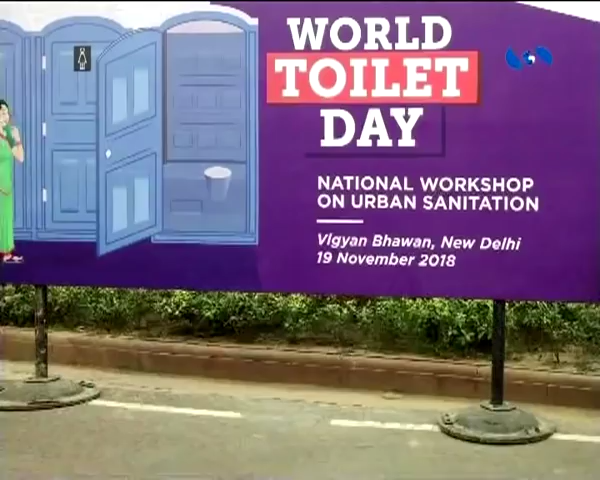 WORLD
TOILET
DAY
NATIONAL WORKSHOP
ON URBAN SANITATION
Vigyan Bhawan, New Delhi
19 November 2018